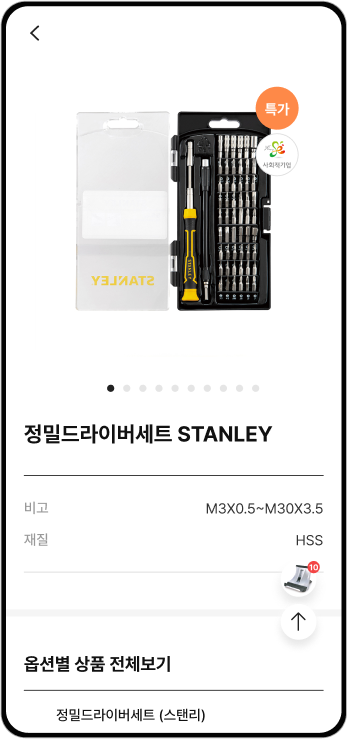 특가
사회적기업
STANLEY
STANLEY
정밀드라이버세트 STANLEY
비고 M3X0.5~M30X3.5
재질 HSS
10
옵션별 상품 전체보기
정밀드라이버세트 (스탠리)